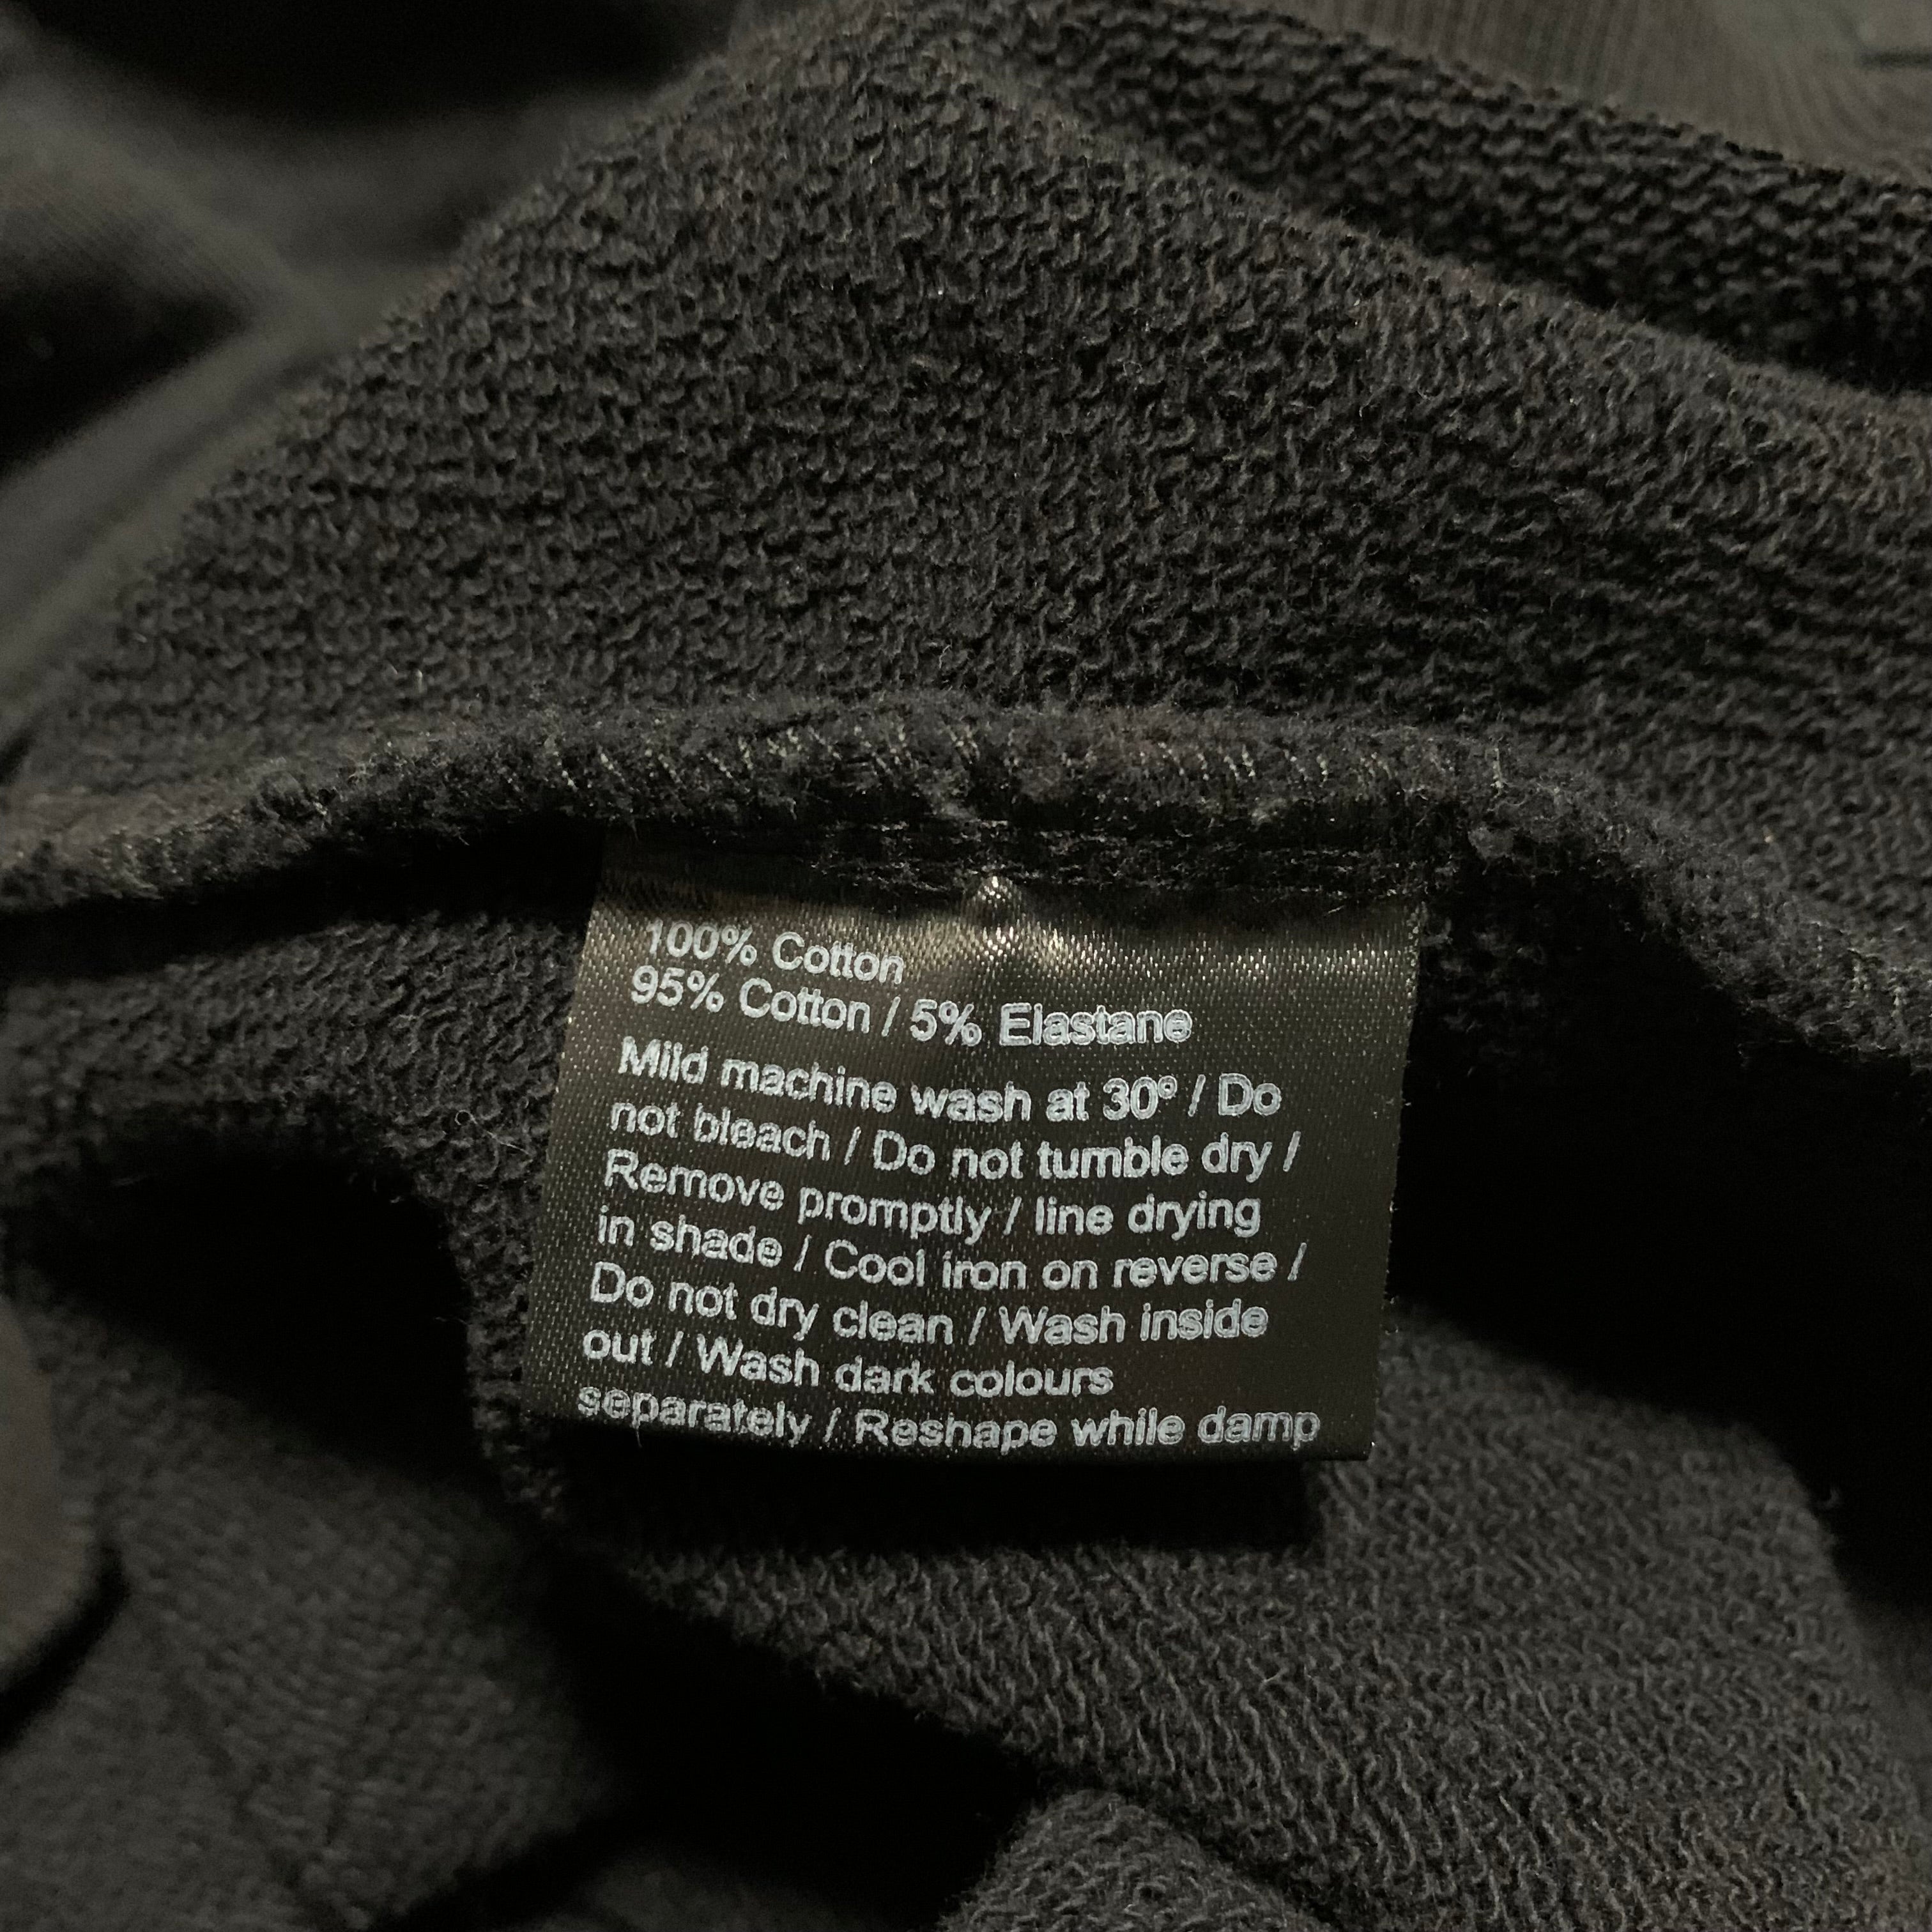 100% Cotton
95% Cotton / 5% Elastane
Mild machine wash at 30º / Do
not bleach / Do not tumble dry /
Remove promptly / line drying
in shade / Cool iron on reverse /
Do not dry clean / Wash inside
out / Wash dark colours
separately / Reshape while damp